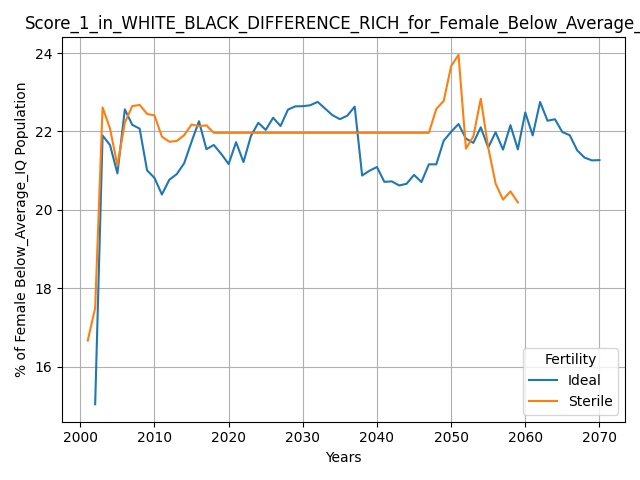 Score_1_in_WHITE_BLACK_DIFFERENCE_RICH_for_Female_Below_Average_
% of Female Below_Average_IQ Population
24
22
20
18
16
2000 2010 2020 2030 2040 2050 2060 2070
Years
Fertility
Ideal
Sterile